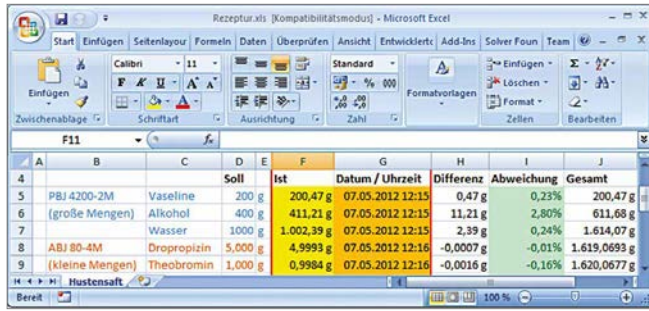 Rezeptur.xls [Kompatibilitätsmodus] - Microsoft Excel
Start Einfügen Seitenlayou Formeln Daten Überprüfen Ansicht Entwicklertc Add-Ins Solver Foun Team
Calibri 11 Standard Einfügen
F K U A A % 000 Löschen
Einfügen Formatvorlagen Format
Zwischenablage Schriftart Ausrichtung Zahl Zellen Bearbeiten
F11 fx
A B C D E F G H I J
4 Soll Ist Datum / Uhrzeit Differenz Abweichung Gesamt
5 PBJ 4200-2M Vaseline 200 g 200,47 g 07.05.2012 12:15 0,47 g 0,23% 200,47 g
6 (große Mengen) Alkohol 400 g 411,21 g 07.05.2012 12:15 11,21 g 2,80% 611,68 g
7 Wasser 1000 g 1.002,39 g 07.05.2012 12:15 2,39 g 0,24% 1.614,07 g
8 ABJ 80-4M Dropropizin 5,000 g 4,9993 g 07.05.2012 12:16 -0,0007 g -0,01% 1.619,0693 g
9 (kleine Mengen) Theobromin 1,000 g 0,9984 g 07.05.2012 12:16 -0,0016 g -0,16% 1.620,0677 g
Hustensaft
Bereit 100 %